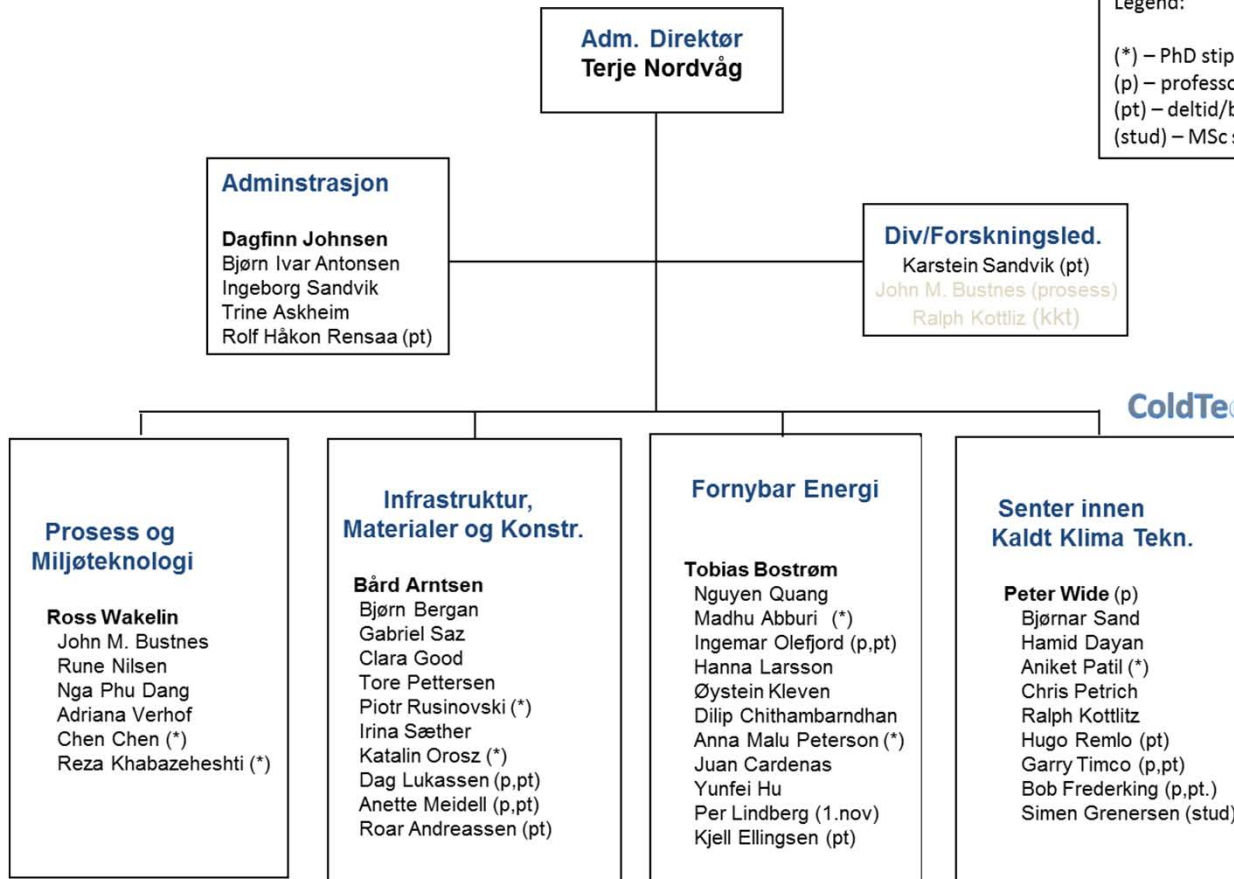 Legend:
(*) – PhD stip
(p) – professo
(pt) – deltid/b
(stud) – MSc s
Adm. Direktør
Terje Nordvåg
Adminstrasjon
Dagfinn Johnsen
Bjørn Ivar Antonsen
Ingeborg Sandvik
Trine Askheim
Rolf Håkon Rensaa (pt)
Div/Forskningsled.
Karstein Sandvik (pt)
John M. Bustnes (prosess)
Ralph Kottliz (kkt)
ColdTe
Prosess og
Miljøteknologi
Ross Wakelin
John M. Bustnes
Rune Nilsen
Nga Phu Dang
Adriana Verhof
Chen Chen (*)
Reza Khabazeheshti (*)
Infrastruktur,
Materialer og Konstr.
Bård Arntsen
Bjørn Bergan
Gabriel Saz
Clara Good
Tore Pettersen
Piotr Rusinovski (*)
Irina Sæther
Katalin Orosz (*)
Dag Lukassen (p,pt)
Anette Meidell (p,pt)
Roar Andreassen (pt)
Fornybar Energi
Tobias Bostrøm
Nguyen Quang
Madhu Abburi (*)
Ingemar Olefjord (p,pt)
Hanna Larsson
Øystein Kleven
Dilip Chithambarndhan
Anna Malu Peterson (*)
Juan Cardenas
Yunfei Hu
Per Lindberg (1.nov)
Kjell Ellingsen (pt)
Senter innen
Kaldt Klima Tekn.
Peter Wide (p)
Bjørnar Sand
Hamid Dayan
Aniket Patil (*)
Chris Petrich
Ralph Kottlitz
Hugo Remlo (pt)
Garry Timco (p,pt)
Bob Frederking (p,pt.)
Simen Grenersen (stud)